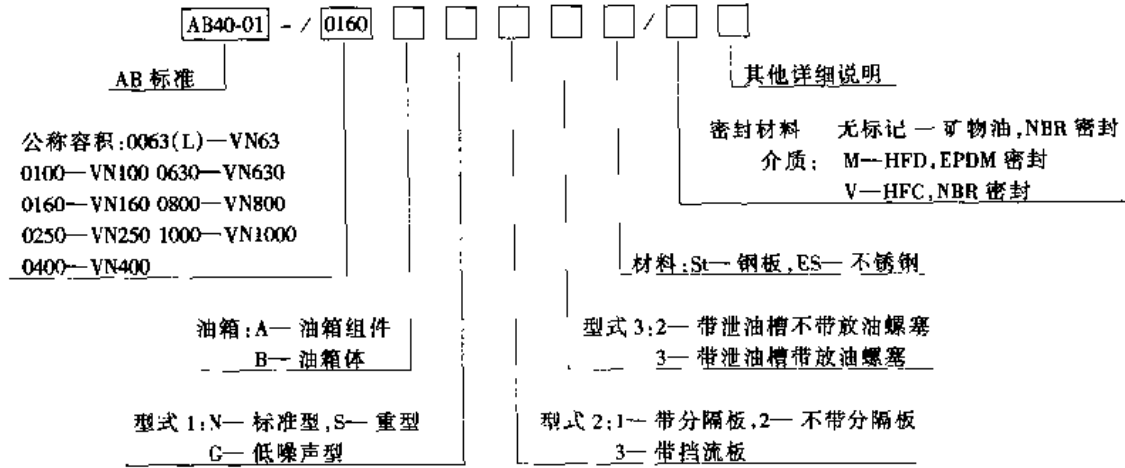 AB40-01 - / 0160 /
AB 标准
其他详细说明
公称容积:0063(L)—VN63
0100—VN100 0630—VN630
0160—VN160 0800—VN800
0250—VN250 1000—VN1000
0400—VN400
密封材料 无标记 — 矿物油,NBR 密封
介质: M—HFD,EPDM 密封
V—HFC,NBR 密封
材料:St— 钢板,ES— 不锈钢
油箱:A— 油箱组件
B— 油箱体
型式 3:2— 带泄油槽不带放油螺塞
3— 带泄油槽带放油螺塞
型式 1:N— 标准型,S— 重型
G— 低噪声型
型式 2:1— 带分隔板,2— 不带分隔板
3— 带挡流板